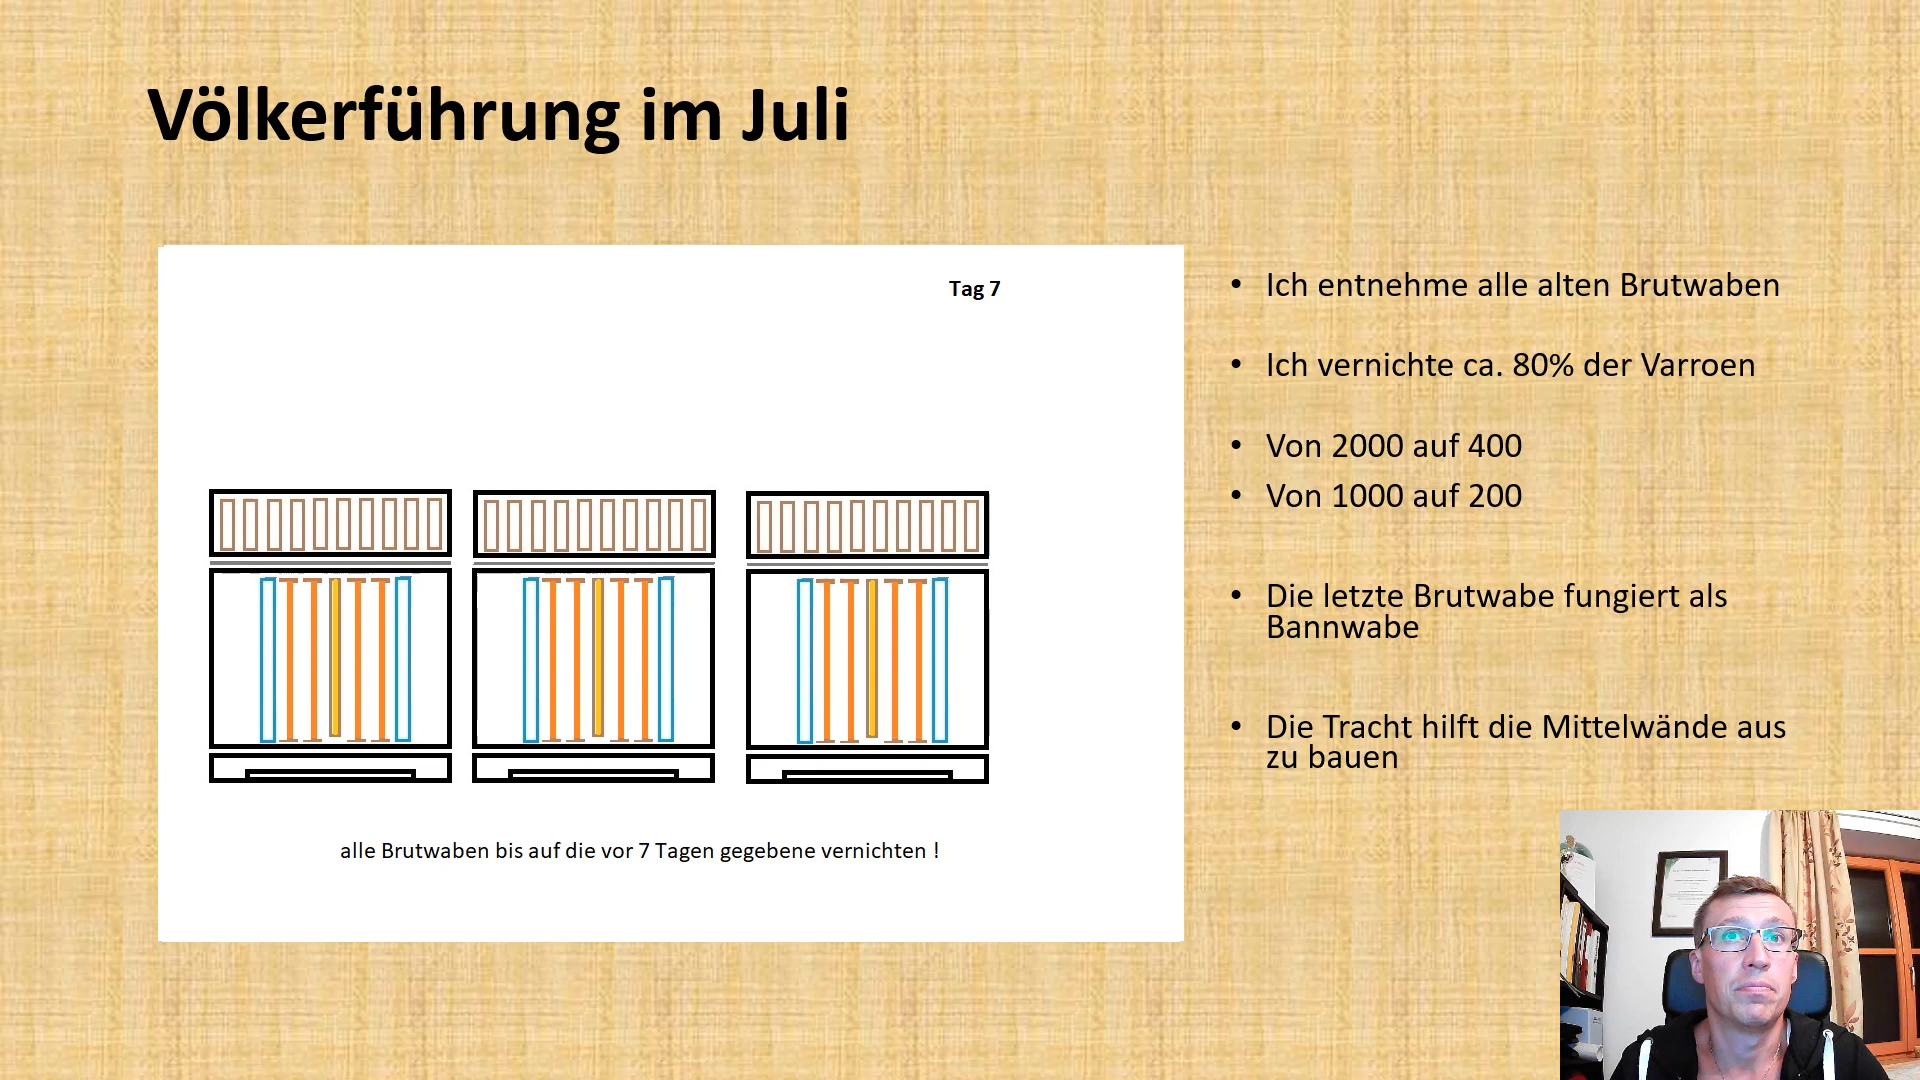 Völkerführung im Juli
Tag 7
alle Brutwaben bis auf die vor 7 Tagen gegebene vernichten !
• Ich entnehme alle alten Brutwaben
• Ich vernichte ca. 80% der Varroen
• Von 2000 auf 400
• Von 1000 auf 200
• Die letzte Brutwabe fungiert als
Bannwabe
• Die Tracht hilft die Mittelwände aus
zu bauen